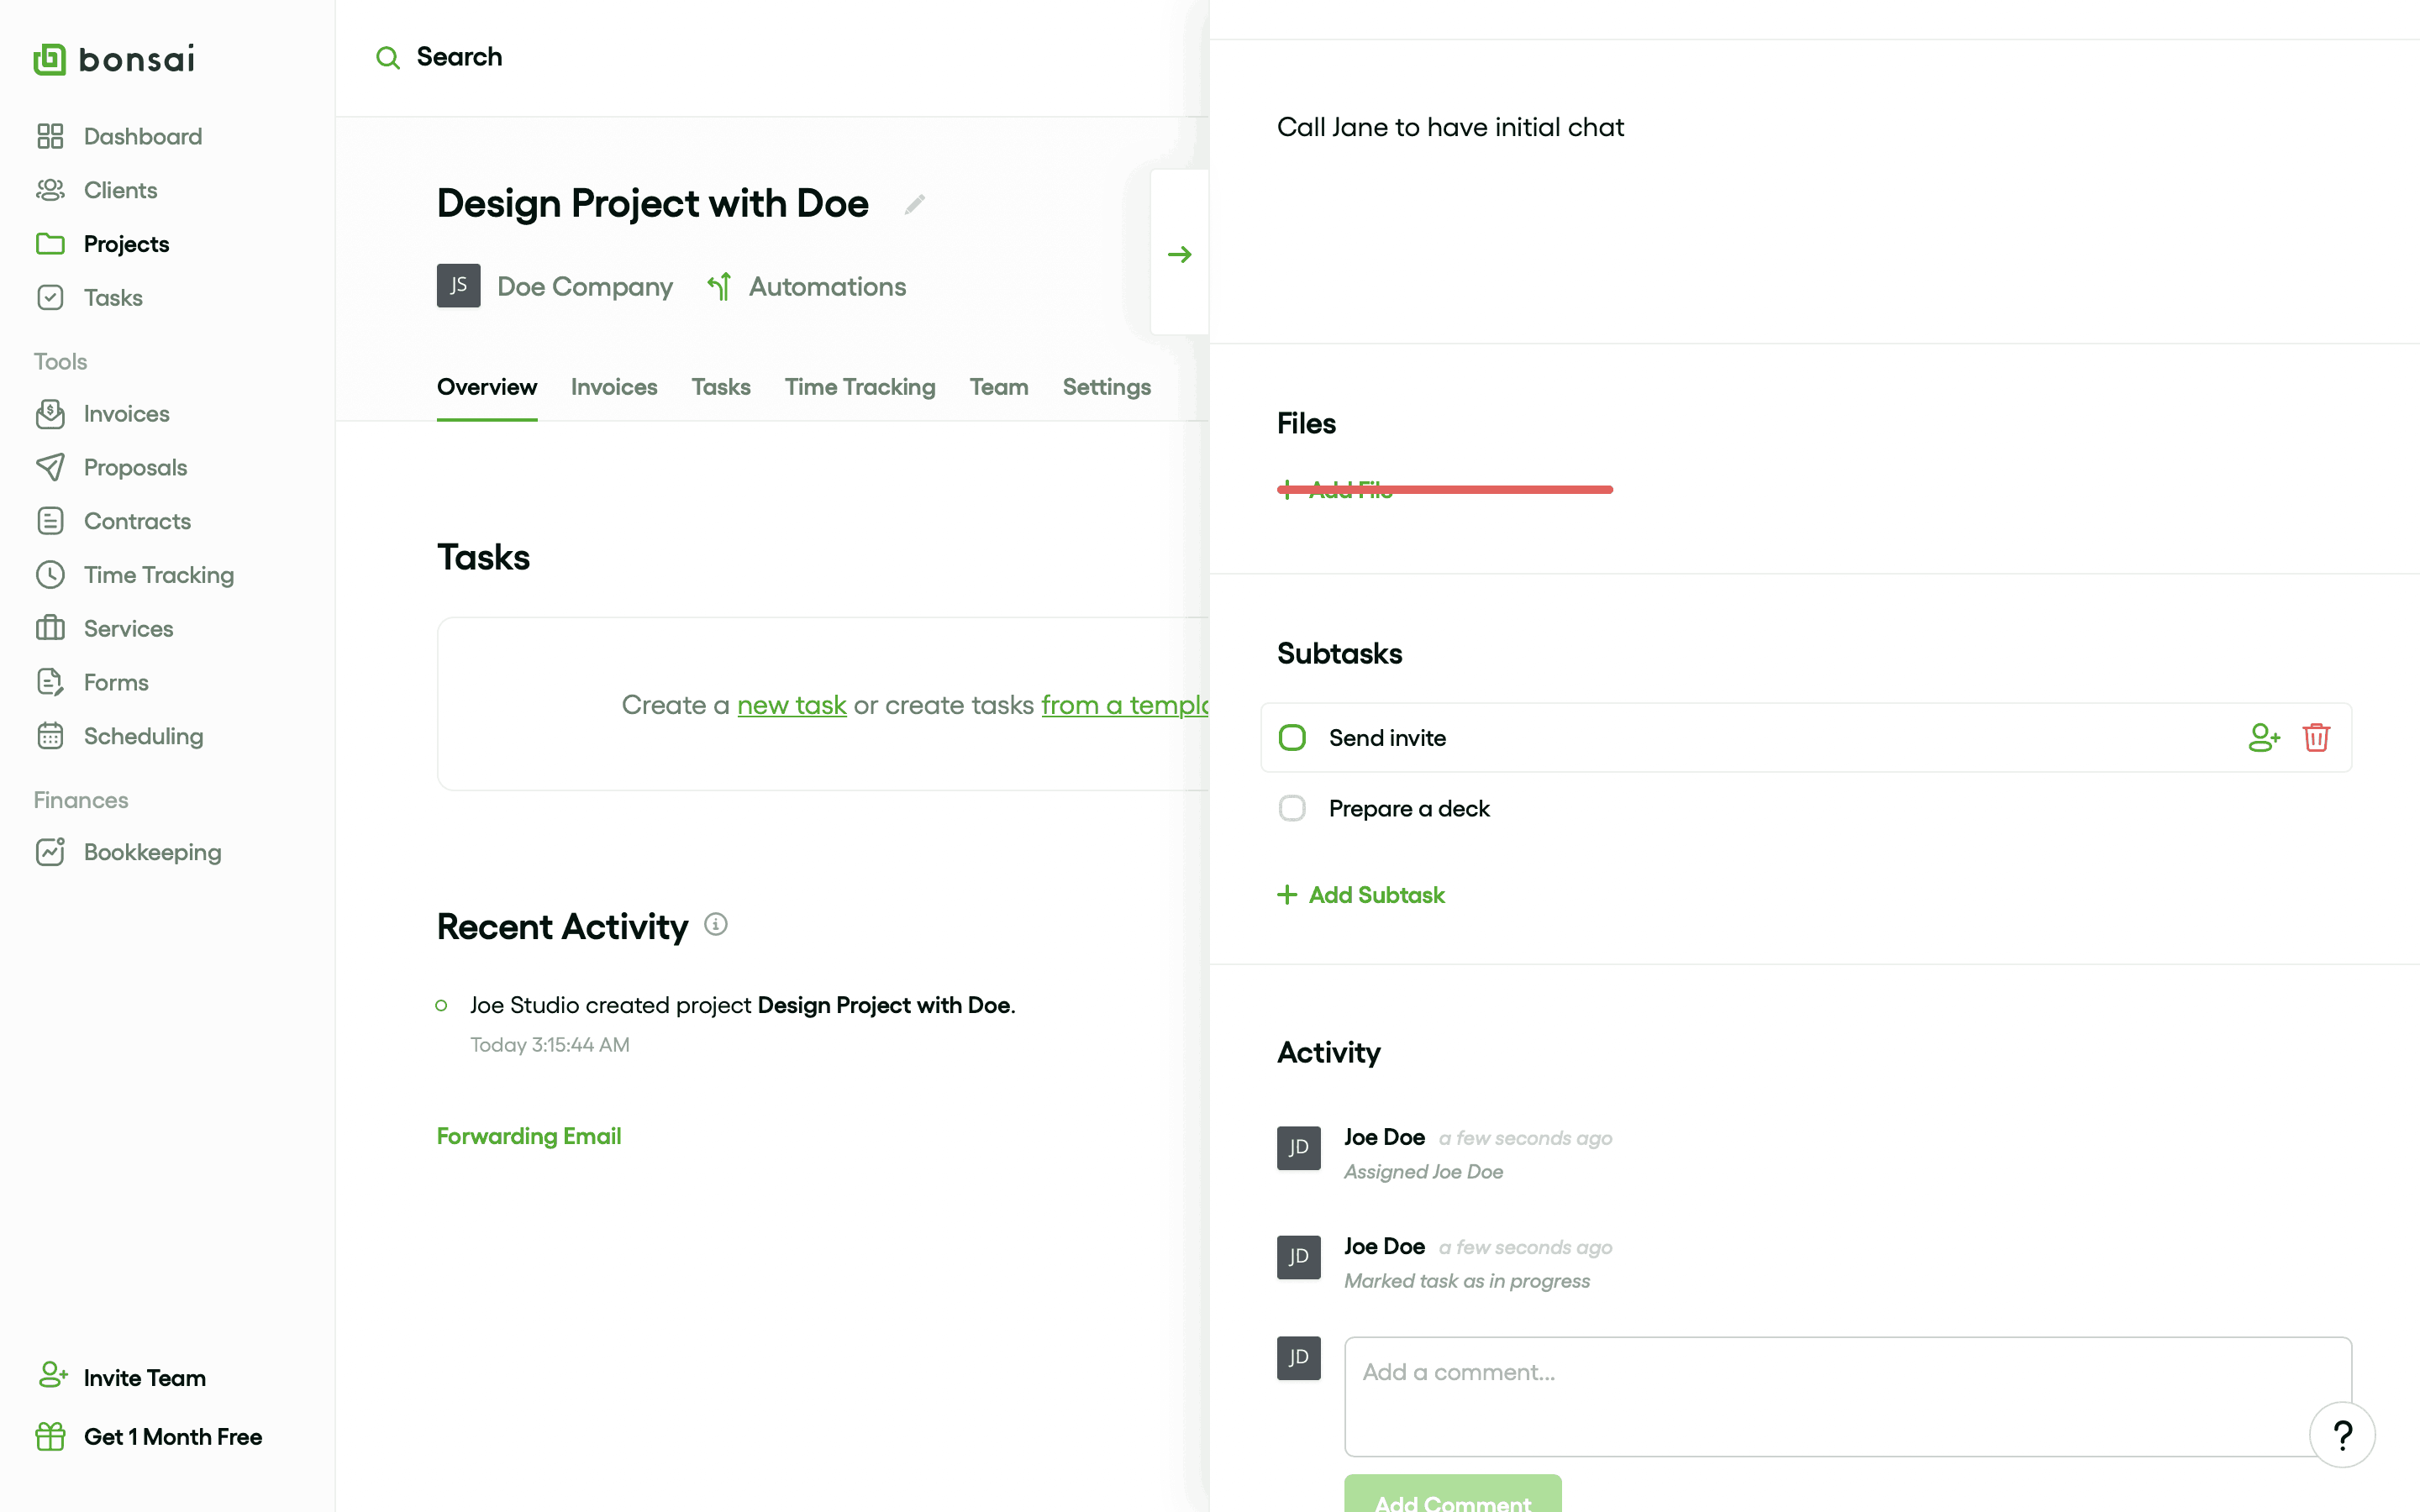 bonsai
Dashboard
Clients
Projects
Tasks
Tools
Invoices
Proposals
Contracts
Time Tracking
Services
Forms
Scheduling
Finances
Bookkeeping
Invite Team
Get 1 Month Free
Search
Design Project with Doe
JS Doe Company Automations
Overview Invoices Tasks Time Tracking Team Settings
Tasks
Create a new task or create tasks from a templa
Recent Activity
Joe Studio created project Design Project with Doe.
Today 3:15:44 AM
Forwarding Email
Call Jane to have initial chat
Files
+ Add File
Subtasks
Send invite
Prepare a deck
+ Add Subtask
Activity
JD Joe Doe a few seconds ago
Assigned Joe Doe
JD Joe Doe a few seconds ago
Marked task as in progress
JD Add a comment...
?
Add Comment